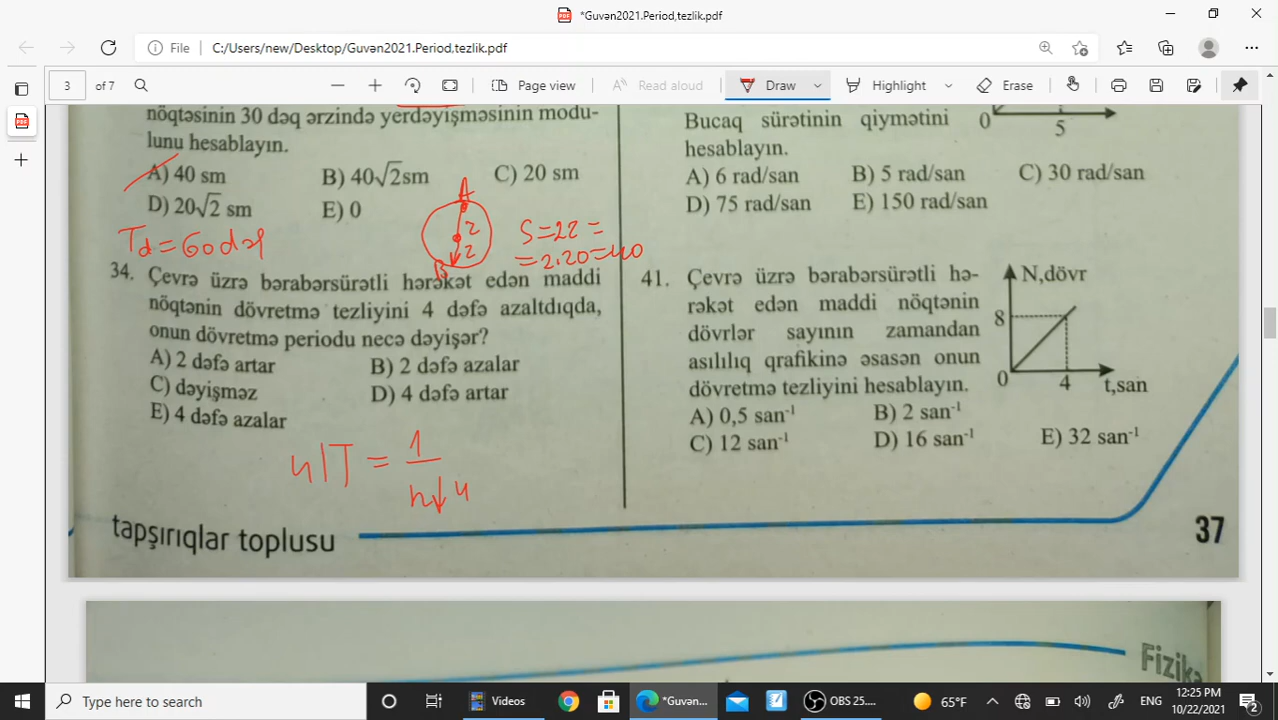 *Guvən2021.Period,tezlik.pdf
File
C:/Users/new/Desktop/Guvən2021.Period.tezlik.pdf
3 of 7
Page view
Read aloud
Draw
Highlight
Erase
nöqtəsinin 30 dəq ərzində yerdəyişməsinin modu-
lunu hesablayın.
A) 40 sm B) 40√2sm C) 20 sm
D) 20√2 sm E) 0
A
2
2
B
T_d = 60 dəq
S=2r=
=2.20=40
34. Çevrə üzrə bərabərsürətli hərəkət edən maddi
nöqtənin dövretmə tezliyini 4 dəfə azaltdıqda,
onun dövretmə periodu necə dəyişər?
A) 2 dəfə artar B) 2 dəfə azalar
C) dəyişməz D) 4 dəfə artar
E) 4 dəfə azalar
4↑T = 1/n↓4
tapşırıqlar toplusu
0 5
Bucaq sürətinin qiymətini
hesablayın.
A) 6 rad/san B) 5 rad/san C) 30 rad/san
D) 75 rad/san E) 150 rad/san
41. Çevrə üzrə bərabərsürətli hə-
rəkət edən maddi nöqtənin
dövrlər sayının zamandan
asılılıq qrafikinə əsasən onun
dövretmə tezliyini hesablayın.
N,dövr
8
0 4 t,san
A) 0,5 san⁻¹ B) 2 san⁻¹
C) 12 san⁻¹ D) 16 san⁻¹ E) 32 san⁻¹
37
Fizika
Type here to search
Videos
*Guvən...
OBS 25....
65°F
ENG
12:25 PM
10/22/2021
2